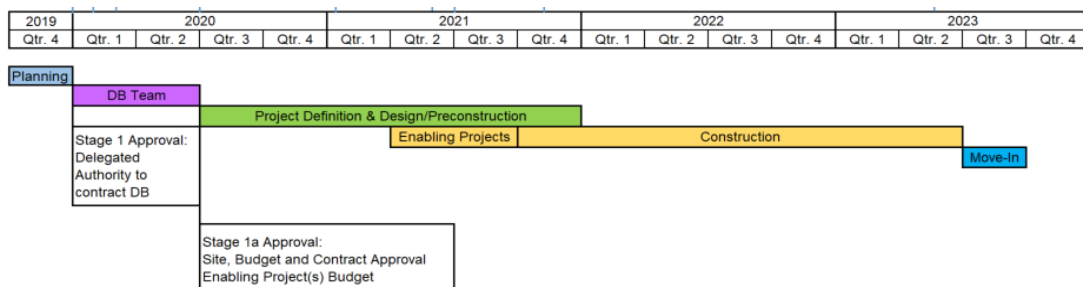 2019 2020 2021 2022 2023
Qtr. 4 Qtr. 1 Qtr. 2 Qtr. 3 Qtr. 4 Qtr. 1 Qtr. 2 Qtr. 3 Qtr. 4 Qtr. 1 Qtr. 2 Qtr. 3 Qtr. 4 Qtr. 1 Qtr. 2 Qtr. 3 Qtr. 4
Planning
DB Team
Project Definition & Design/Preconstruction
Enabling Projects Construction
Move-In
Stage 1 Approval:
Delegated
Authority to
contract DB
Stage 1a Approval:
Site, Budget and Contract Approval
Enabling Project(s) Budget